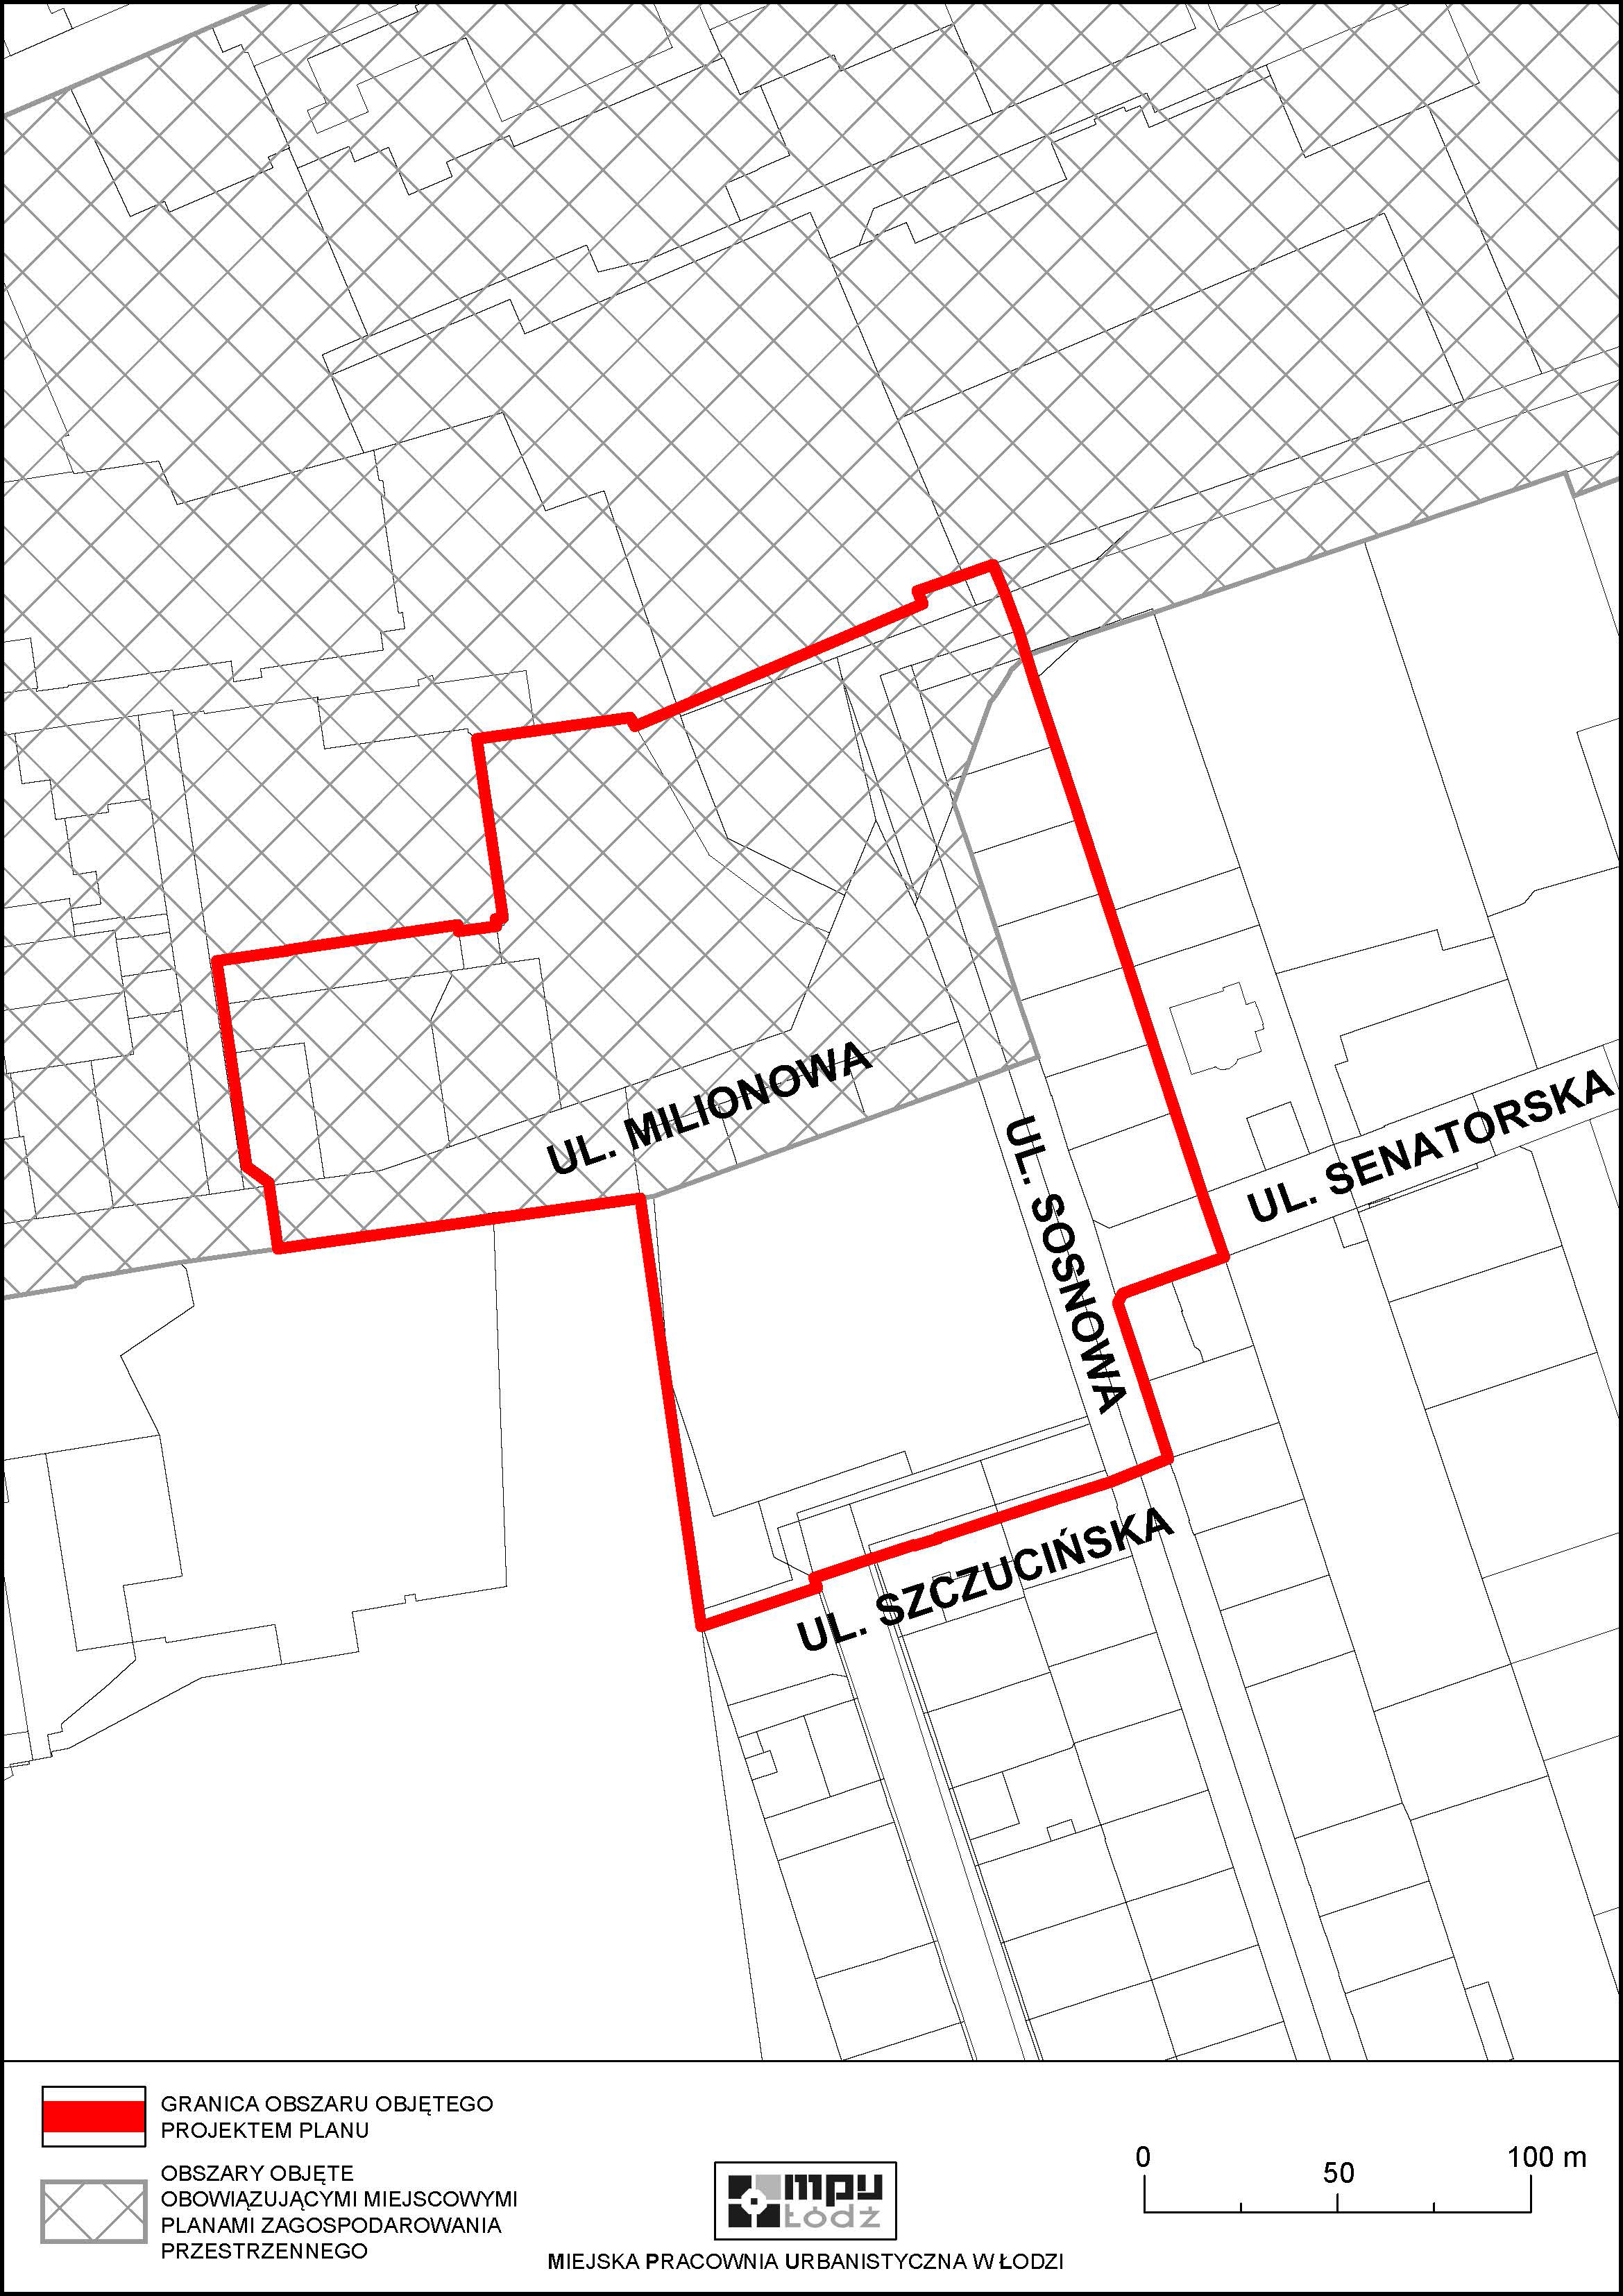 UL. MILIONOWA
UL. SOSNOWA
UL. SENATORSKA
UL. SZCZUCIŃSKA
GRANICA OBSZARU OBJĘTEGO
PROJEKTEM PLANU
OBSZARY OBJĘTE
OBOWIĄZUJĄCYMI MIEJSCOWYMI
PLANAMI ZAGOSPODAROWANIA
PRZESTRZENNEGO
mpu
Łódź
MIEJSKA PRACOWNIA URBANISTYCZNA W ŁODZI
0
50
100 m